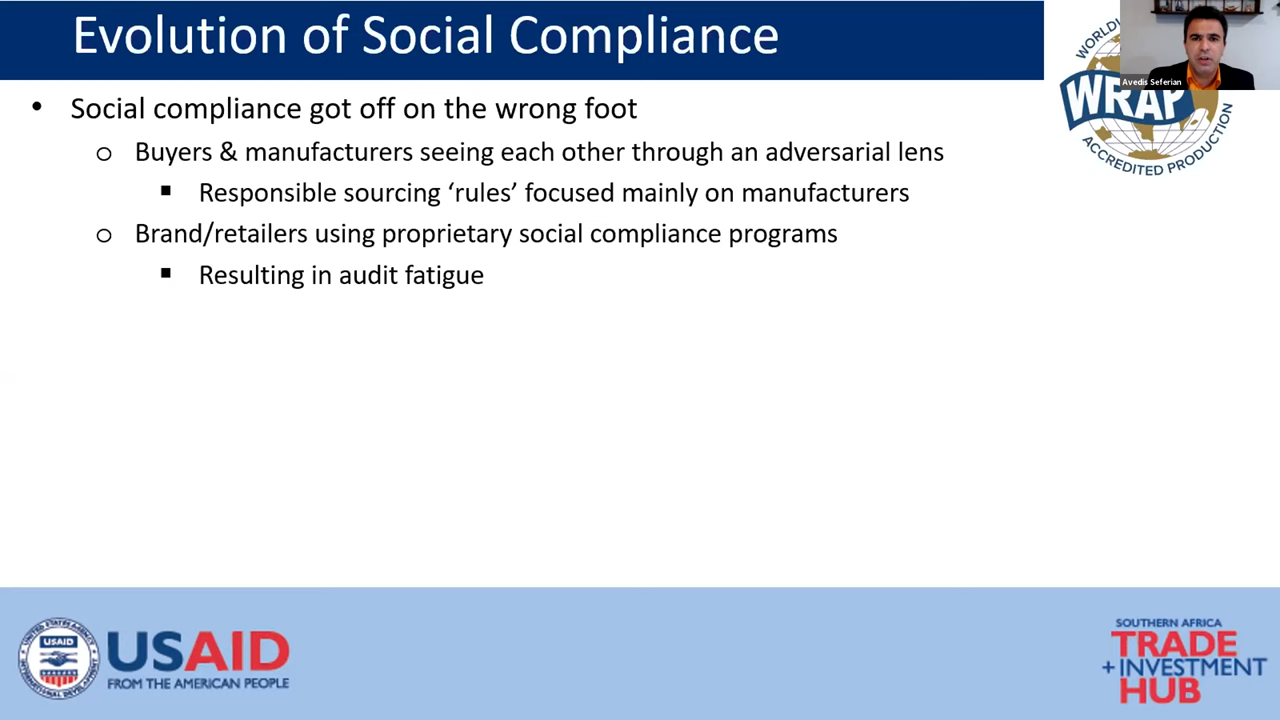 Evolution of Social Compliance
• Social compliance got off on the wrong foot
o Buyers & manufacturers seeing each other through an adversarial lens
▪ Responsible sourcing ‘rules’ focused mainly on manufacturers
o Brand/retailers using proprietary social compliance programs
▪ Resulting in audit fatigue
WRAP
ACCREDITED PRODUCTION
Avedis Seferian
USAID
USAID
FROM THE AMERICAN PEOPLE
SOUTHERN AFRICA
TRADE
+INVESTMENT
HUB